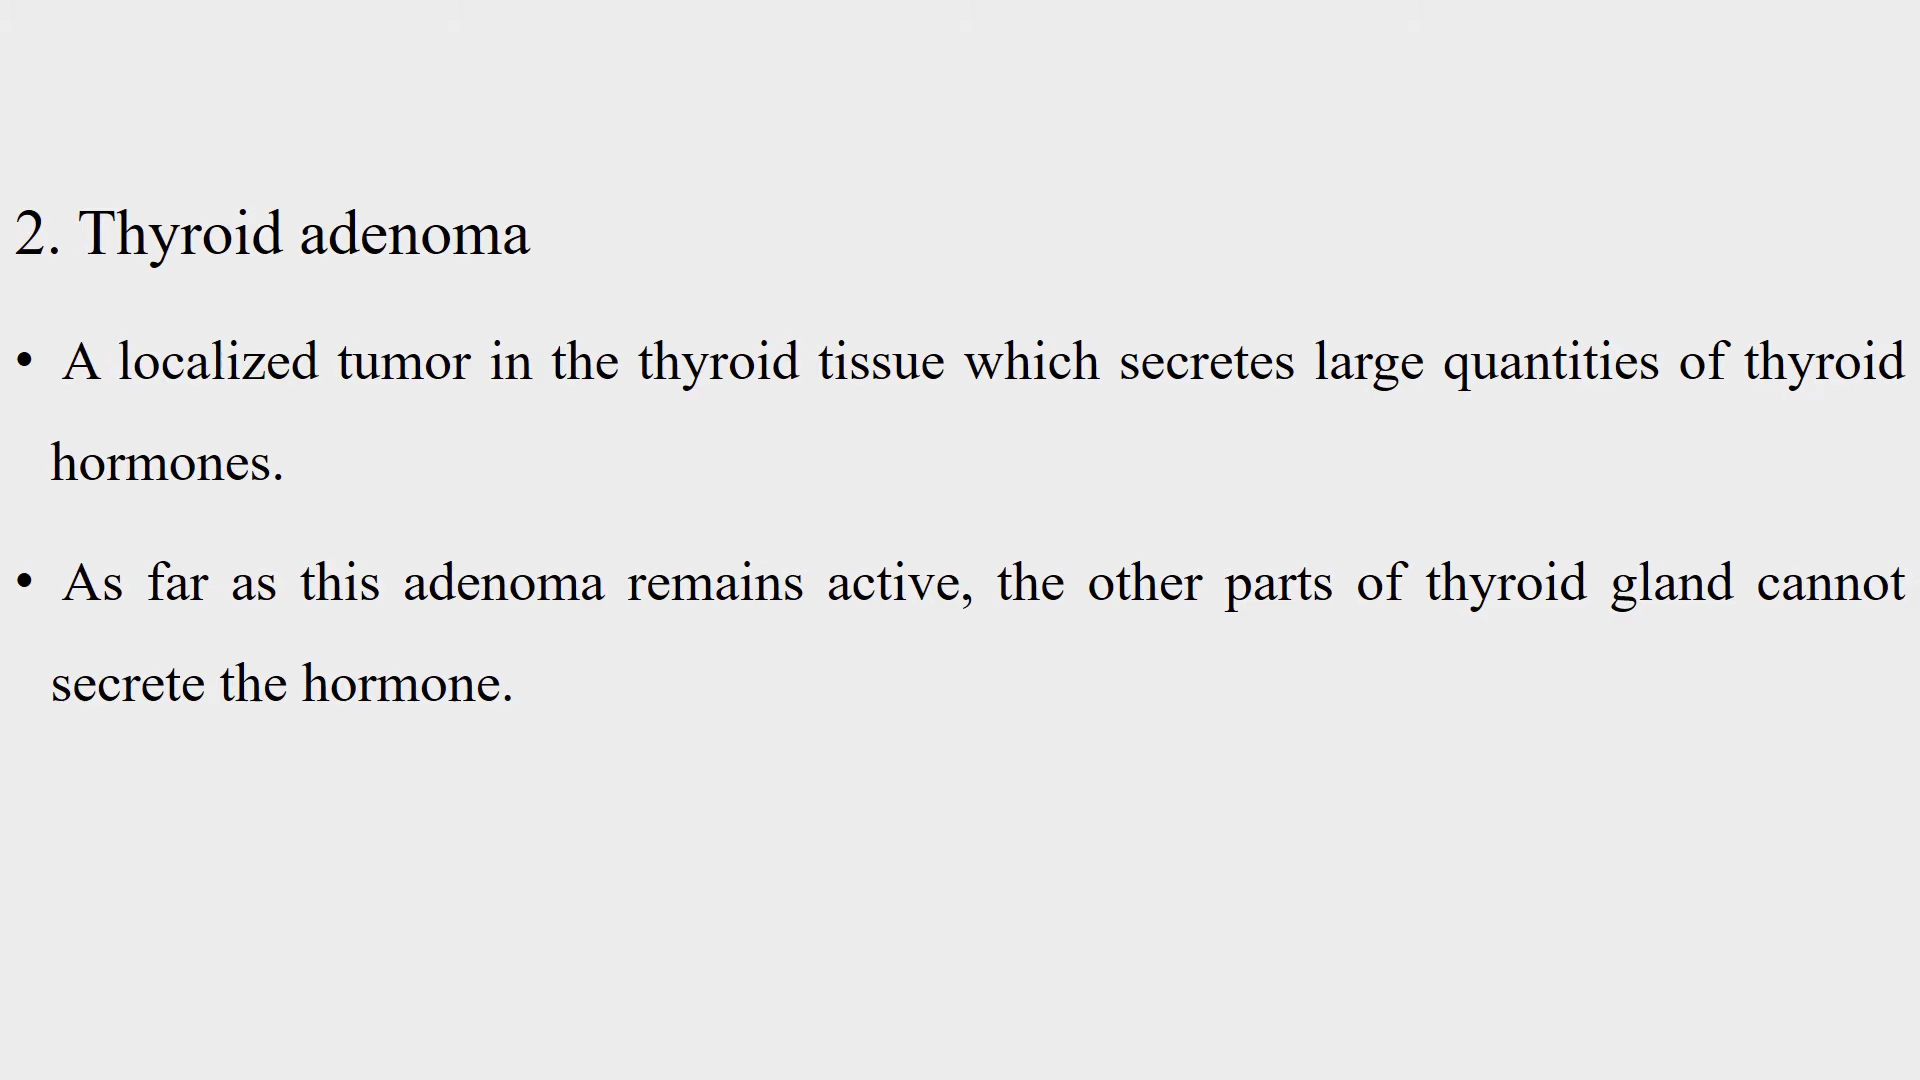 2. Thyroid adenoma
• A localized tumor in the thyroid tissue which secretes large quantities of thyroid
hormones.
• As far as this adenoma remains active, the other parts of thyroid gland cannot
secrete the hormone.